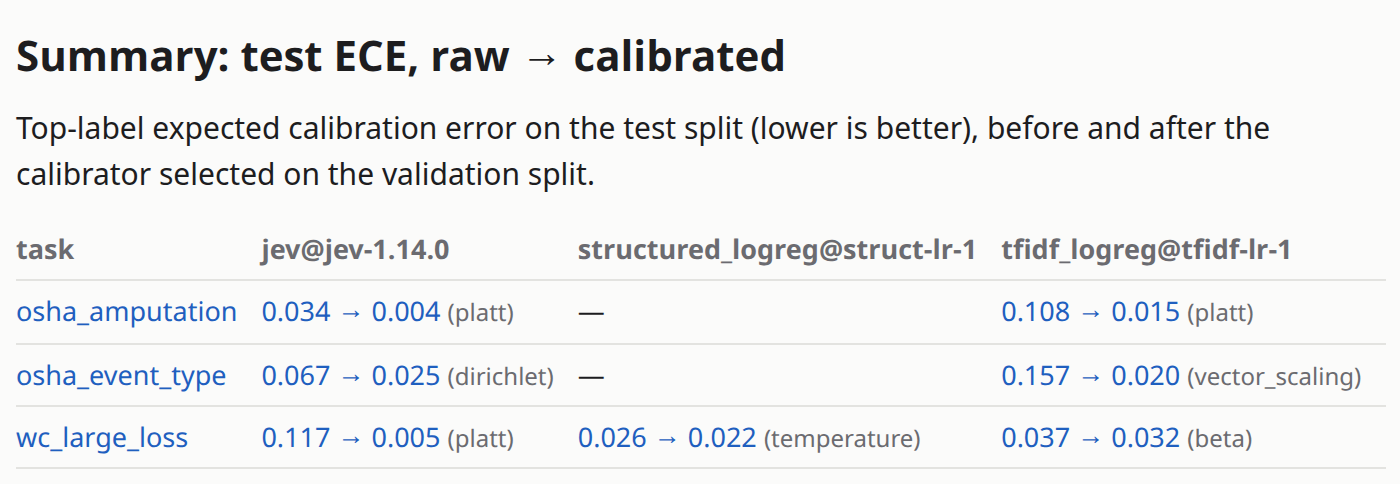 Summary: test ECE, raw → calibrated
Top-label expected calibration error on the test split (lower is better), before and after the
calibrator selected on the validation split.
task jev@jev-1.14.0 structured_logreg@struct-lr-1 tfidf_logreg@tfidf-lr-1
osha_amputation 0.034 → 0.004 (platt) — 0.108 → 0.015 (platt)
osha_event_type 0.067 → 0.025 (dirichlet) — 0.157 → 0.020 (vector_scaling)
wc_large_loss 0.117 → 0.005 (platt) 0.026 → 0.022 (temperature) 0.037 → 0.032 (beta)